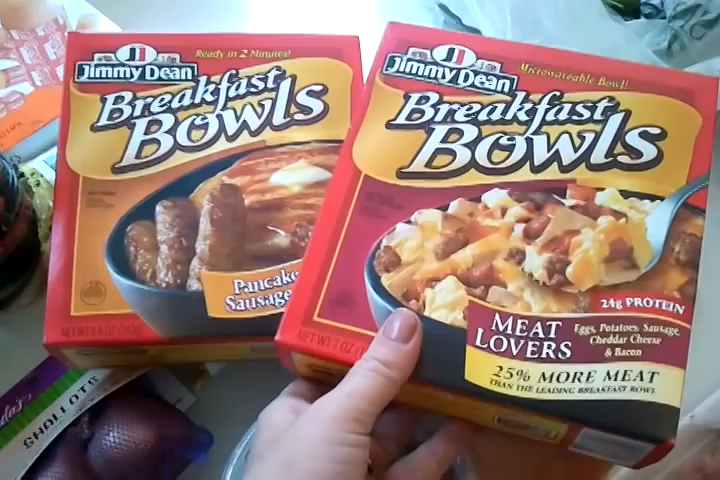 Jimmy Dean
Ready in 2 Minutes!
Breakfast
Bowls
Pancake
Sausage
Jimmy Dean
Microwaveable Bowl!
Breakfast
Bowls
24g PROTEIN
MEAT
LOVERS
Eggs, Potatoes, Sausage,
Cheddar Cheese
& Bacon
25% MORE MEAT
THAN THE LEADING BREAKFAST BOWL
NET WT 7 OZ
SHALLOTS